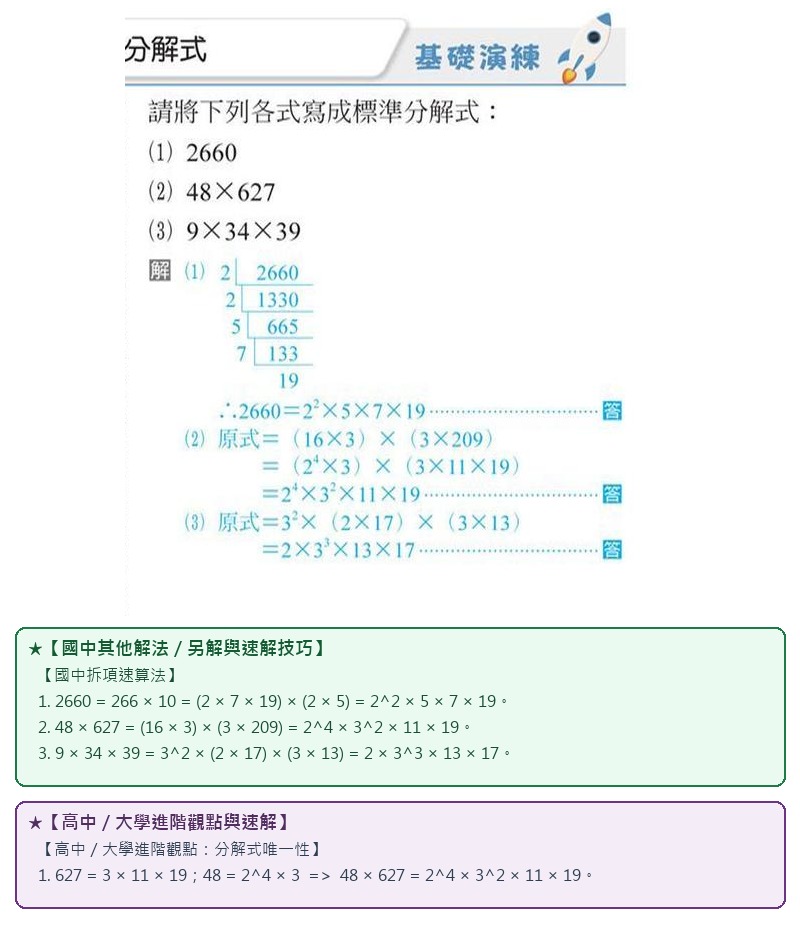 分解式
基礎演練
請將下列各式寫成標準分解式：
(1) 2660
(2) 48×627
(3) 9×34×39
解 (1) 2 2660
2 1330
5 665
7 133
19
∴2660＝2²×5×7×19 答
(2) 原式＝（16×3）×（3×209）
＝（2⁴×3）×（3×11×19）
＝2⁴×3²×11×19 答
(3) 原式＝3²×（2×17）×（3×13）
＝2×3³×13×17 答
★【國中其他解法 / 另解與速解技巧】
【國中拆項速算法】
1. 2660 = 266 × 10 = (2 × 7 × 19) × (2 × 5) = 2^2 × 5 × 7 × 19。
2. 48 × 627 = (16 × 3) × (3 × 209) = 2^4 × 3^2 × 11 × 19。
3. 9 × 34 × 39 = 3^2 × (2 × 17) × (3 × 13) = 2 × 3^3 × 13 × 17。
★【高中 / 大學進階觀點與速解】
【高中 / 大學進階觀點：分解式唯一性】
1. 627 = 3 × 11 × 19；48 = 2^4 × 3 => 48 × 627 = 2^4 × 3^2 × 11 × 19。